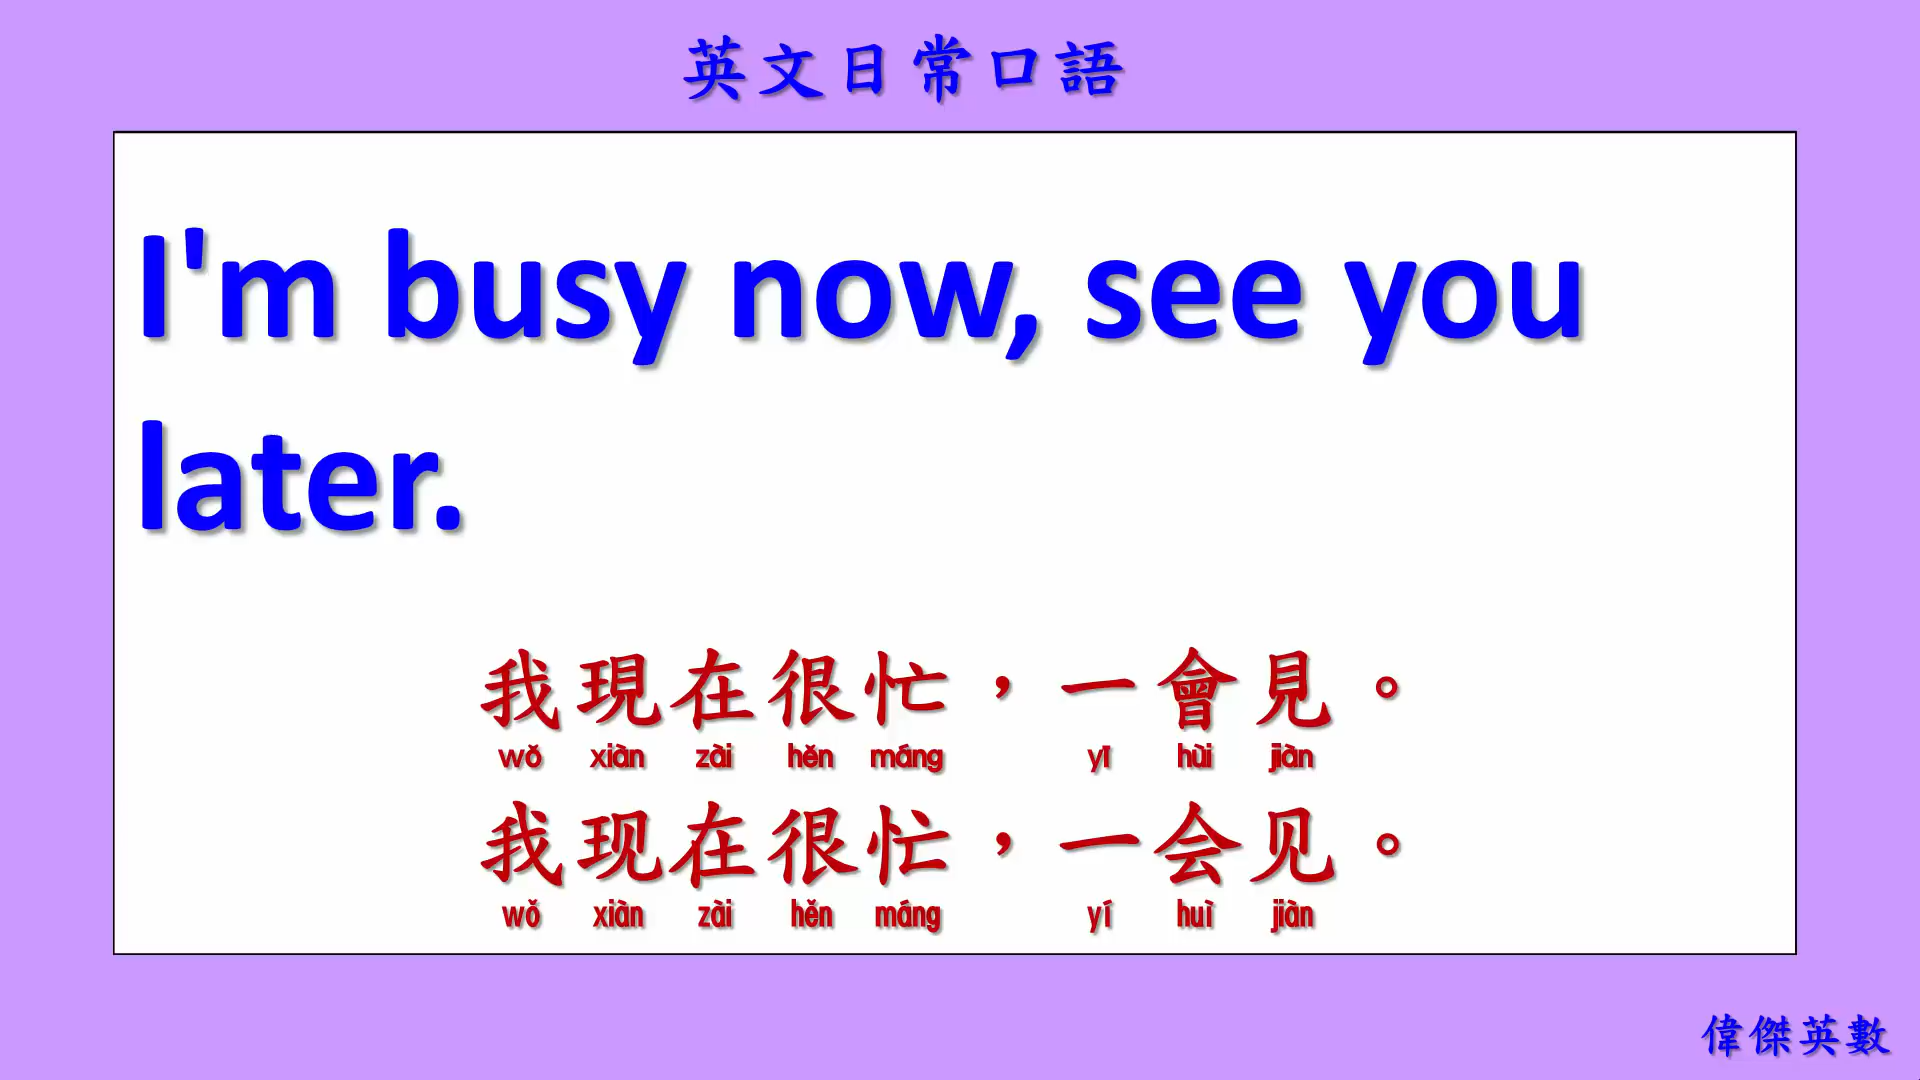 英文日常口語
I'm busy now, see you
later.
我現在很忙，一會見。
wǒ xiàn zài hěn máng yī hùi jiàn
我现在很忙，一会见。
wǒ xiàn zài hěn máng yí huì jiàn
偉傑英數